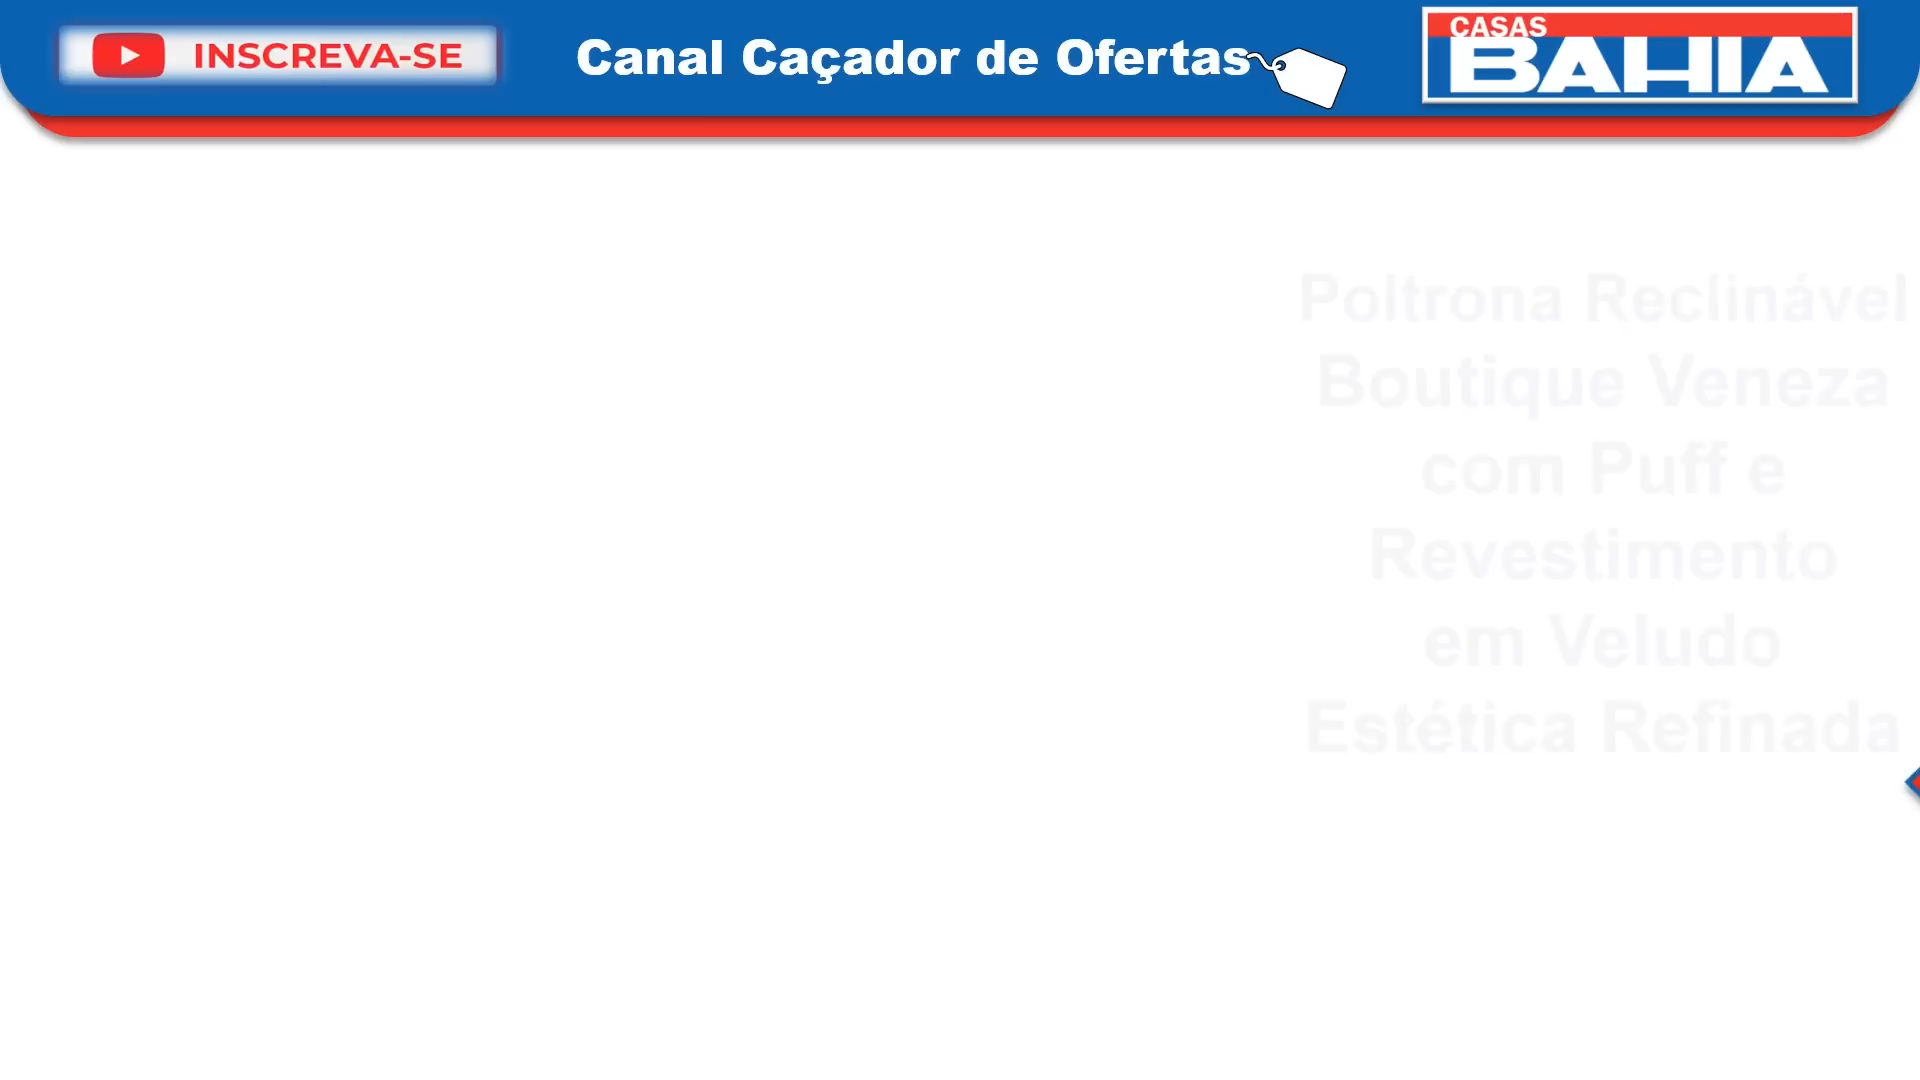 INSCREVA-SE
Canal Caçador de Ofertas
CASAS
BAHIA
Poltrona Reclinável
Boutique Veneza
com Puff e
Revestimento
em Veludo
Estética Refinada